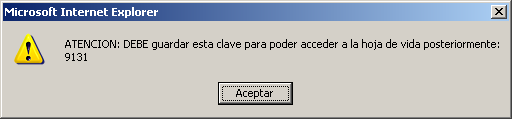 Microsoft Internet Explorer
ATENCION: DEBE guardar esta clave para poder acceder a la hoja de vida posteriormente:
9131
Aceptar